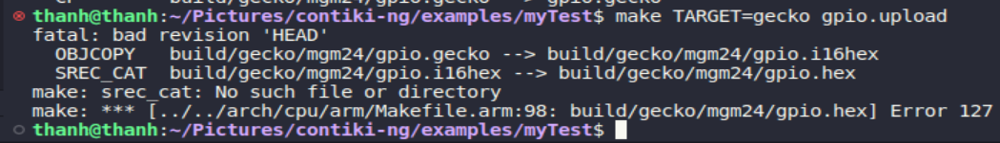 thanh@thanh:~/Pictures/contiki-ng/examples/myTest$ make TARGET=gecko gpio.upload
fatal: bad revision 'HEAD'
  OBJCOPY   build/gecko/mgm24/gpio.gecko --> build/gecko/mgm24/gpio.i16hex
  SREC_CAT  build/gecko/mgm24/gpio.i16hex --> build/gecko/mgm24/gpio.hex
make: srec_cat: No such file or directory
make: *** [../../arch/cpu/arm/Makefile.arm:98: build/gecko/mgm24/gpio.hex] Error 127
thanh@thanh:~/Pictures/contiki-ng/examples/myTest$